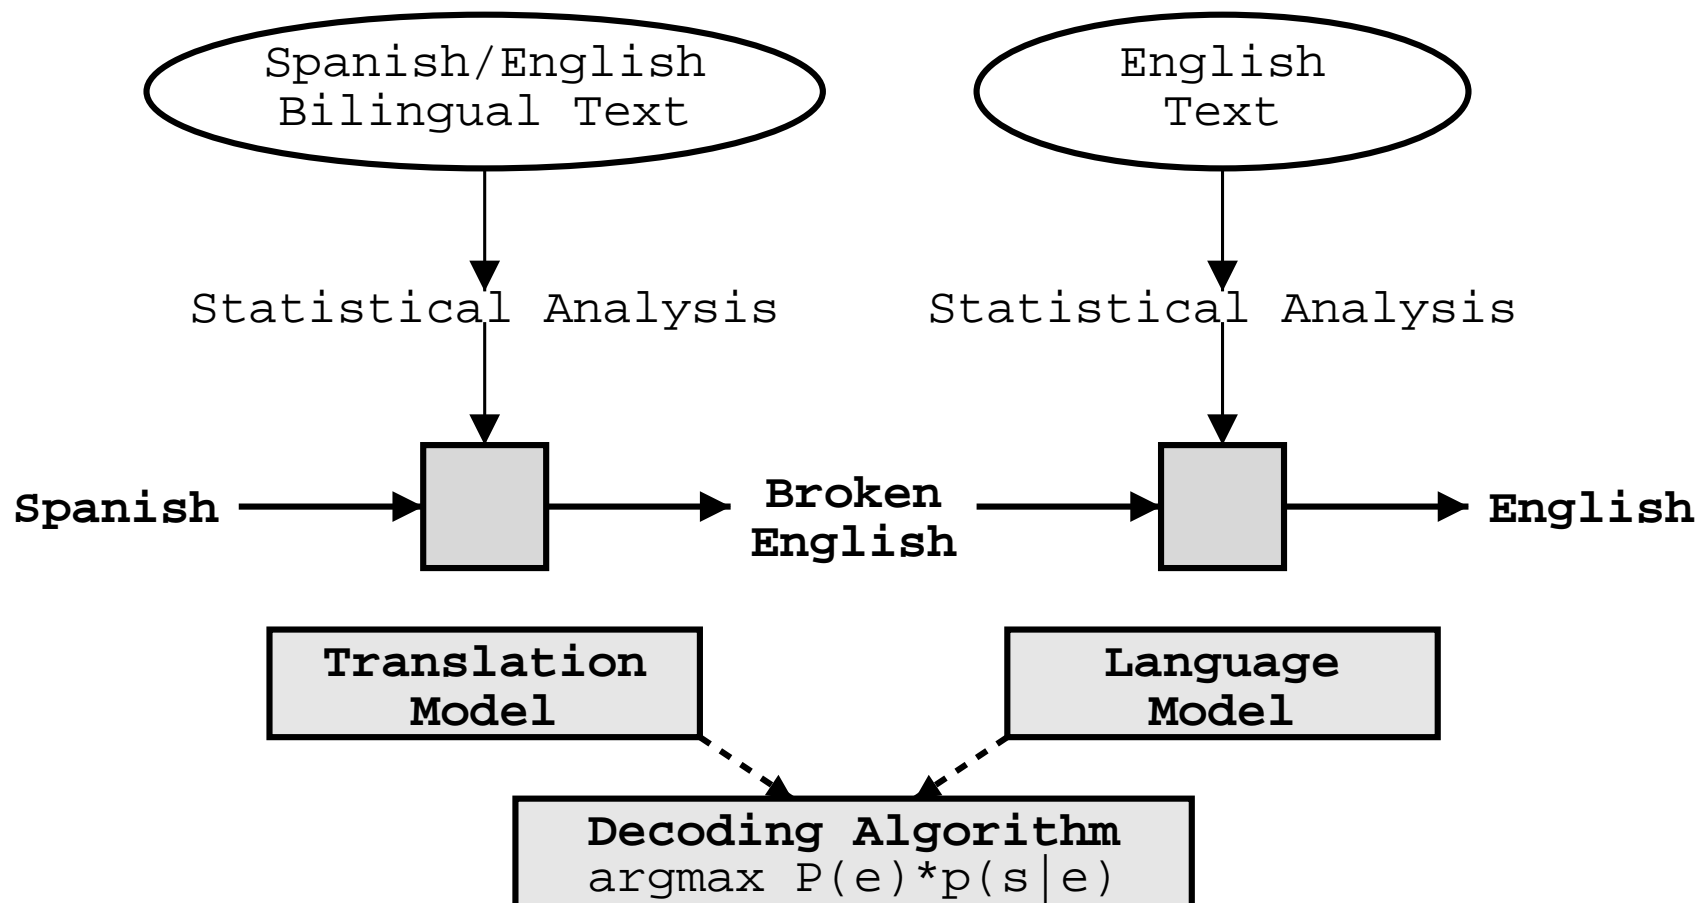 Spanish/English
Bilingual Text
English
Text
Statistical Analysis
Statistical Analysis
Spanish
Broken
English
English
Translation
Model
Language
Model
Decoding Algorithm
argmax P(e)*p(s|e)